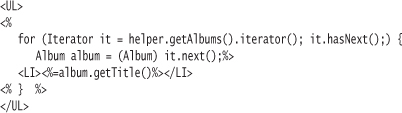 <UL>
<%
   for (Iterator it = helper.getAlbums().iterator(); it.hasNext();) {
      Album album = (Album) it.next();%>
   <LI><%=album.getTitle()%></LI>
<% }  %>
</UL>